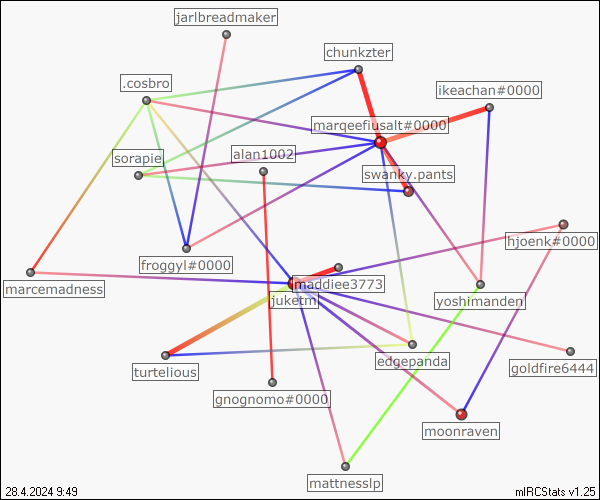 jarlbreadmaker
chunkzter
.cosbro
ikeachan#0000
marqeefiusalt#0000
sorapie
alan1002
swanky.pants
hjoenk#0000
froggyl#0000
marcemadness
maddiee3773
juketm
yoshimanden
edgepanda
goldfire6444
turtelious
gnognomo#0000
moonraven
mattnesslp
28.4.2024 9:49
mIRCStats v1.25